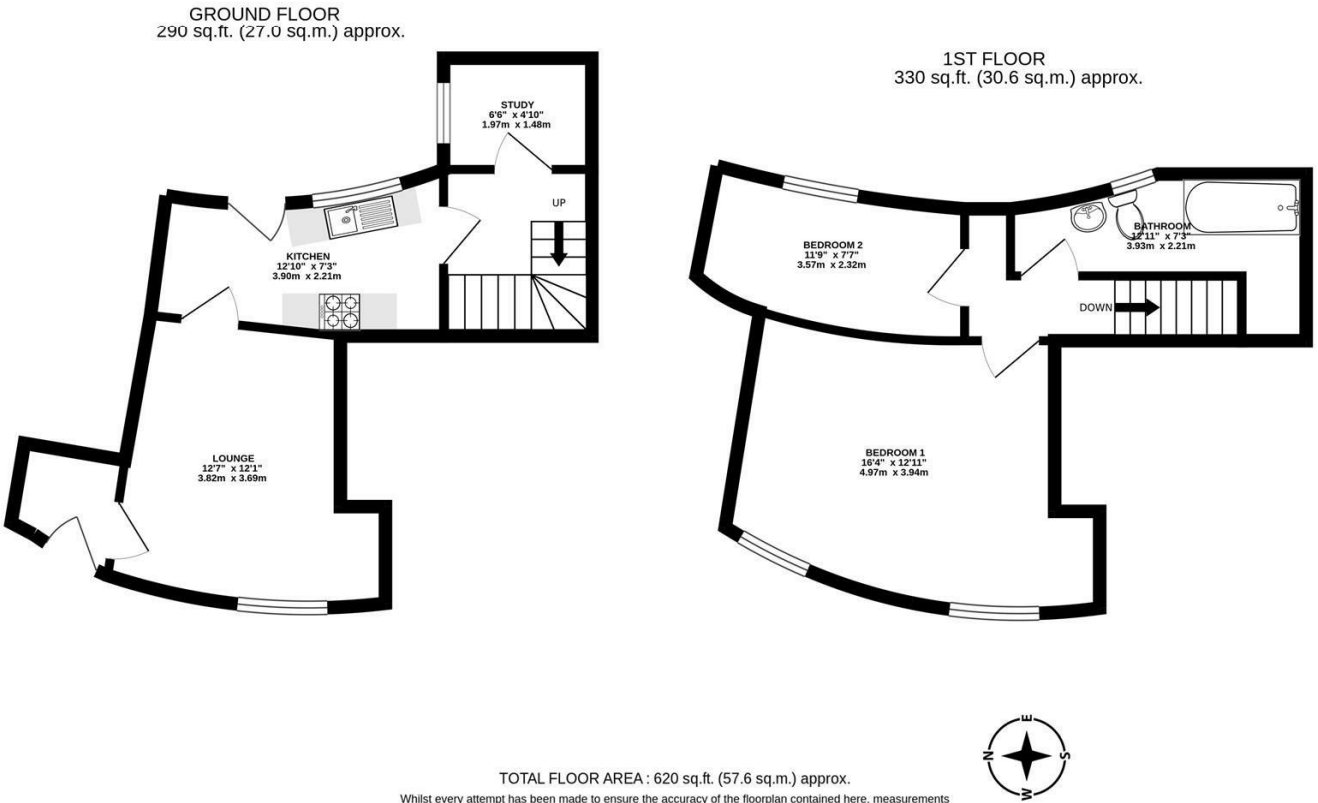 GROUND FLOOR
290 sq.ft. (27.0 sq.m.) approx.
1ST FLOOR
330 sq.ft. (30.6 sq.m.) approx.
STUDY
6'6" x 4'10"
1.97m x 1.48m
UP
KITCHEN
12'10" x 7'3"
3.90m x 2.21m
LOUNGE
12'7" x 12'1"
3.82m x 3.69m
BEDROOM 2
11'9" x 7'7"
3.57m x 2.32m
BATHROOM
12'11" x 7'3"
3.93m x 2.21m
DOWN
BEDROOM 1
16'4" x 12'11"
4.97m x 3.94m
E
N
S
W
TOTAL FLOOR AREA : 620 sq.ft. (57.6 sq.m.) approx.
Whilst every attempt has been made to ensure the accuracy of the floorplan contained here, measurements